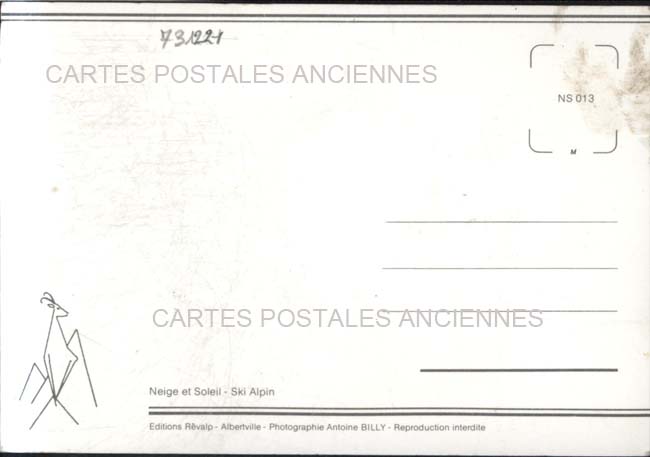 731221
CARTES POSTALES ANCIENNES
NS 013
M
CARTES POSTALES ANCIENNES
Neige et Soleil - Ski Alpin
Editions Rêvalp - Albertville - Photographie Antoine BILLY - Reproduction interdite